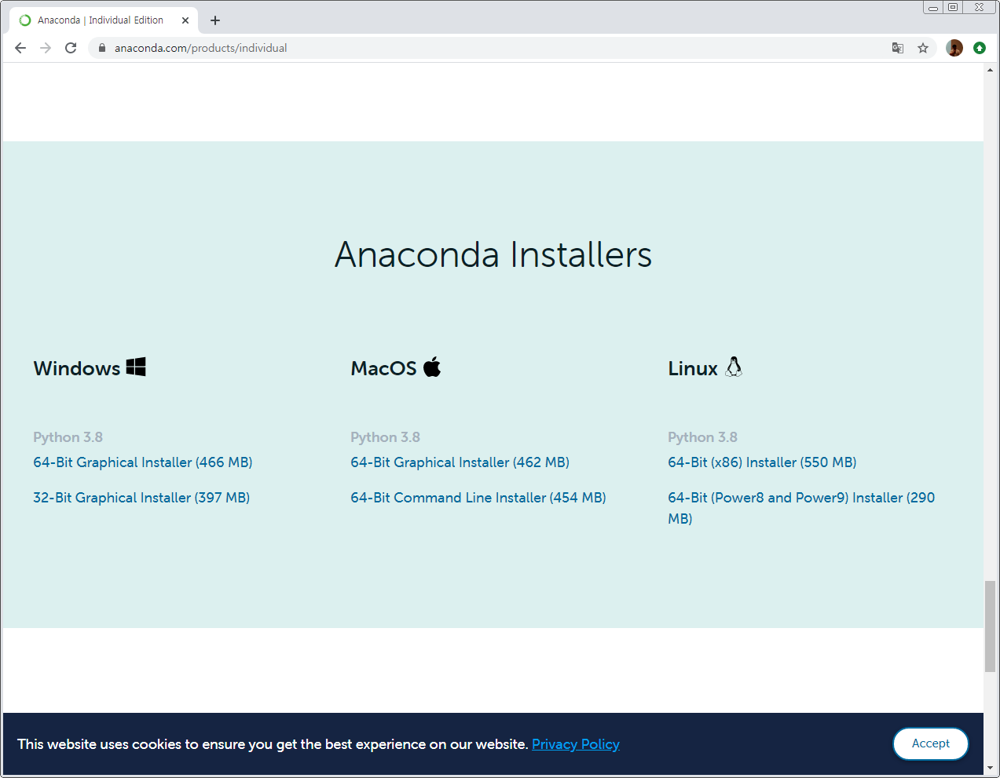 Anaconda | Individual Edition
anaconda.com/products/individual
Anaconda Installers
Windows
Python 3.8
64-Bit Graphical Installer (466 MB)
32-Bit Graphical Installer (397 MB)
MacOS
Python 3.8
64-Bit Graphical Installer (462 MB)
64-Bit Command Line Installer (454 MB)
Linux
Python 3.8
64-Bit (x86) Installer (550 MB)
64-Bit (Power8 and Power9) Installer (290
MB)
This website uses cookies to ensure you get the best experience on our website. Privacy Policy
Accept